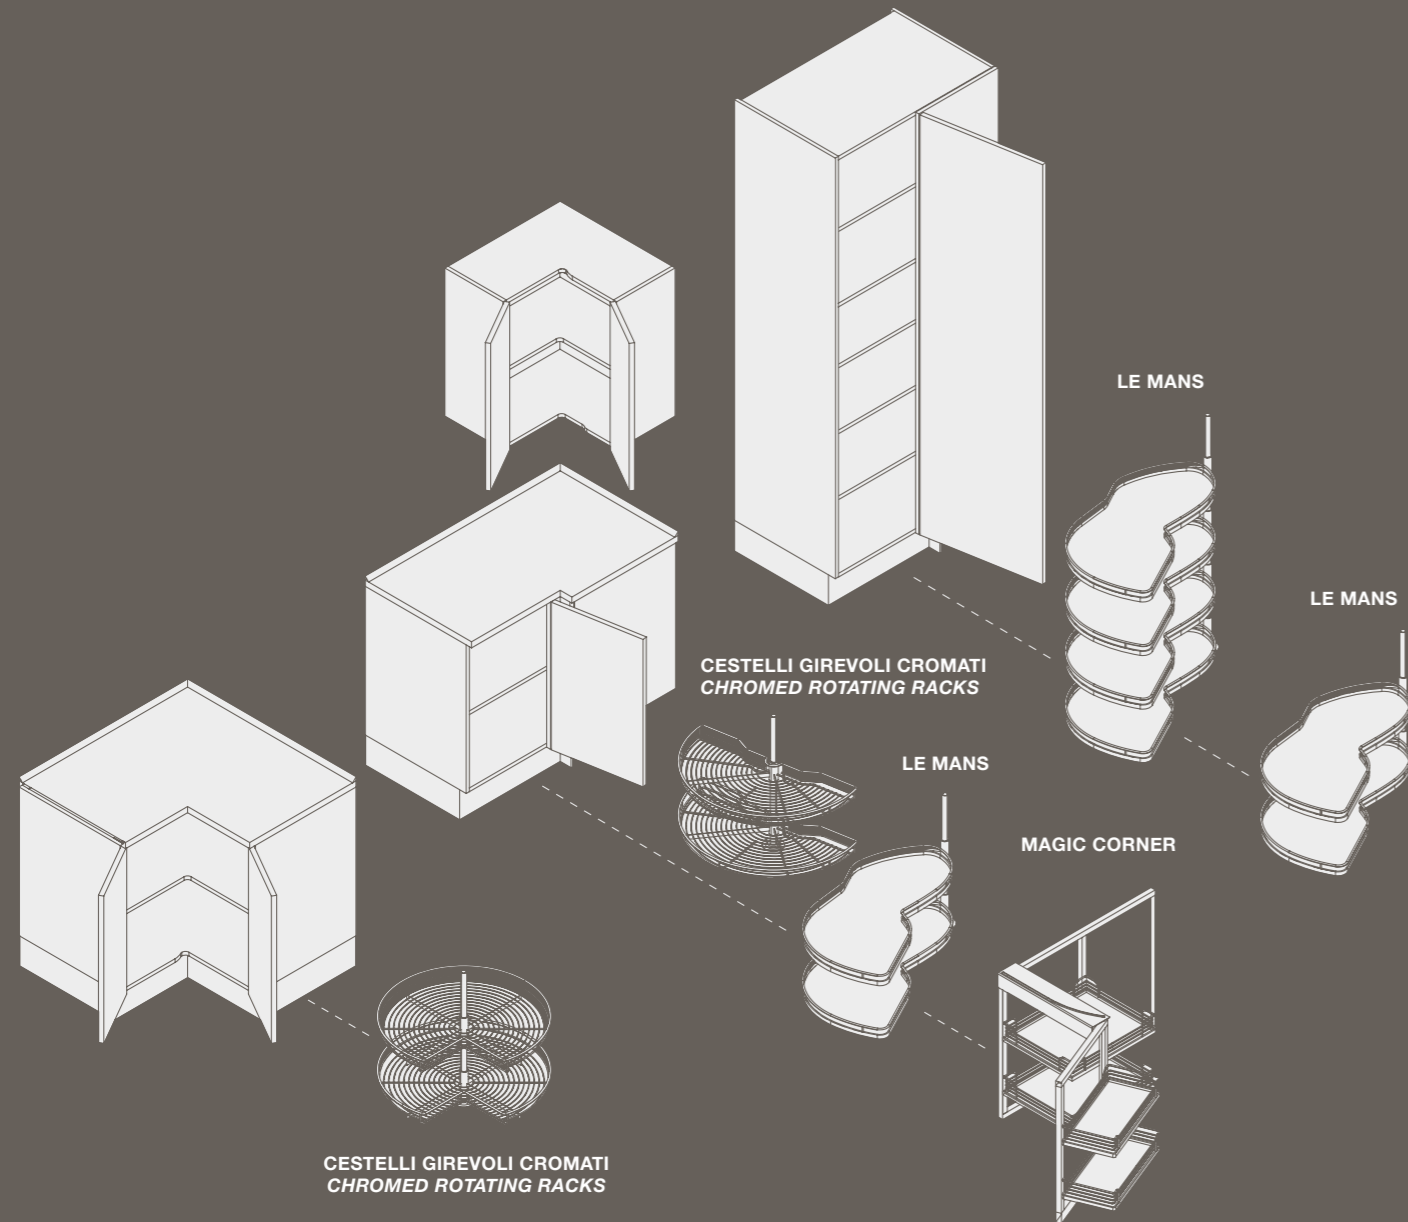 LE MANS
LE MANS
CESTELLI GIREVOLI CROMATI
CHROMED ROTATING RACKS
LE MANS
MAGIC CORNER
CESTELLI GIREVOLI CROMATI
CHROMED ROTATING RACKS